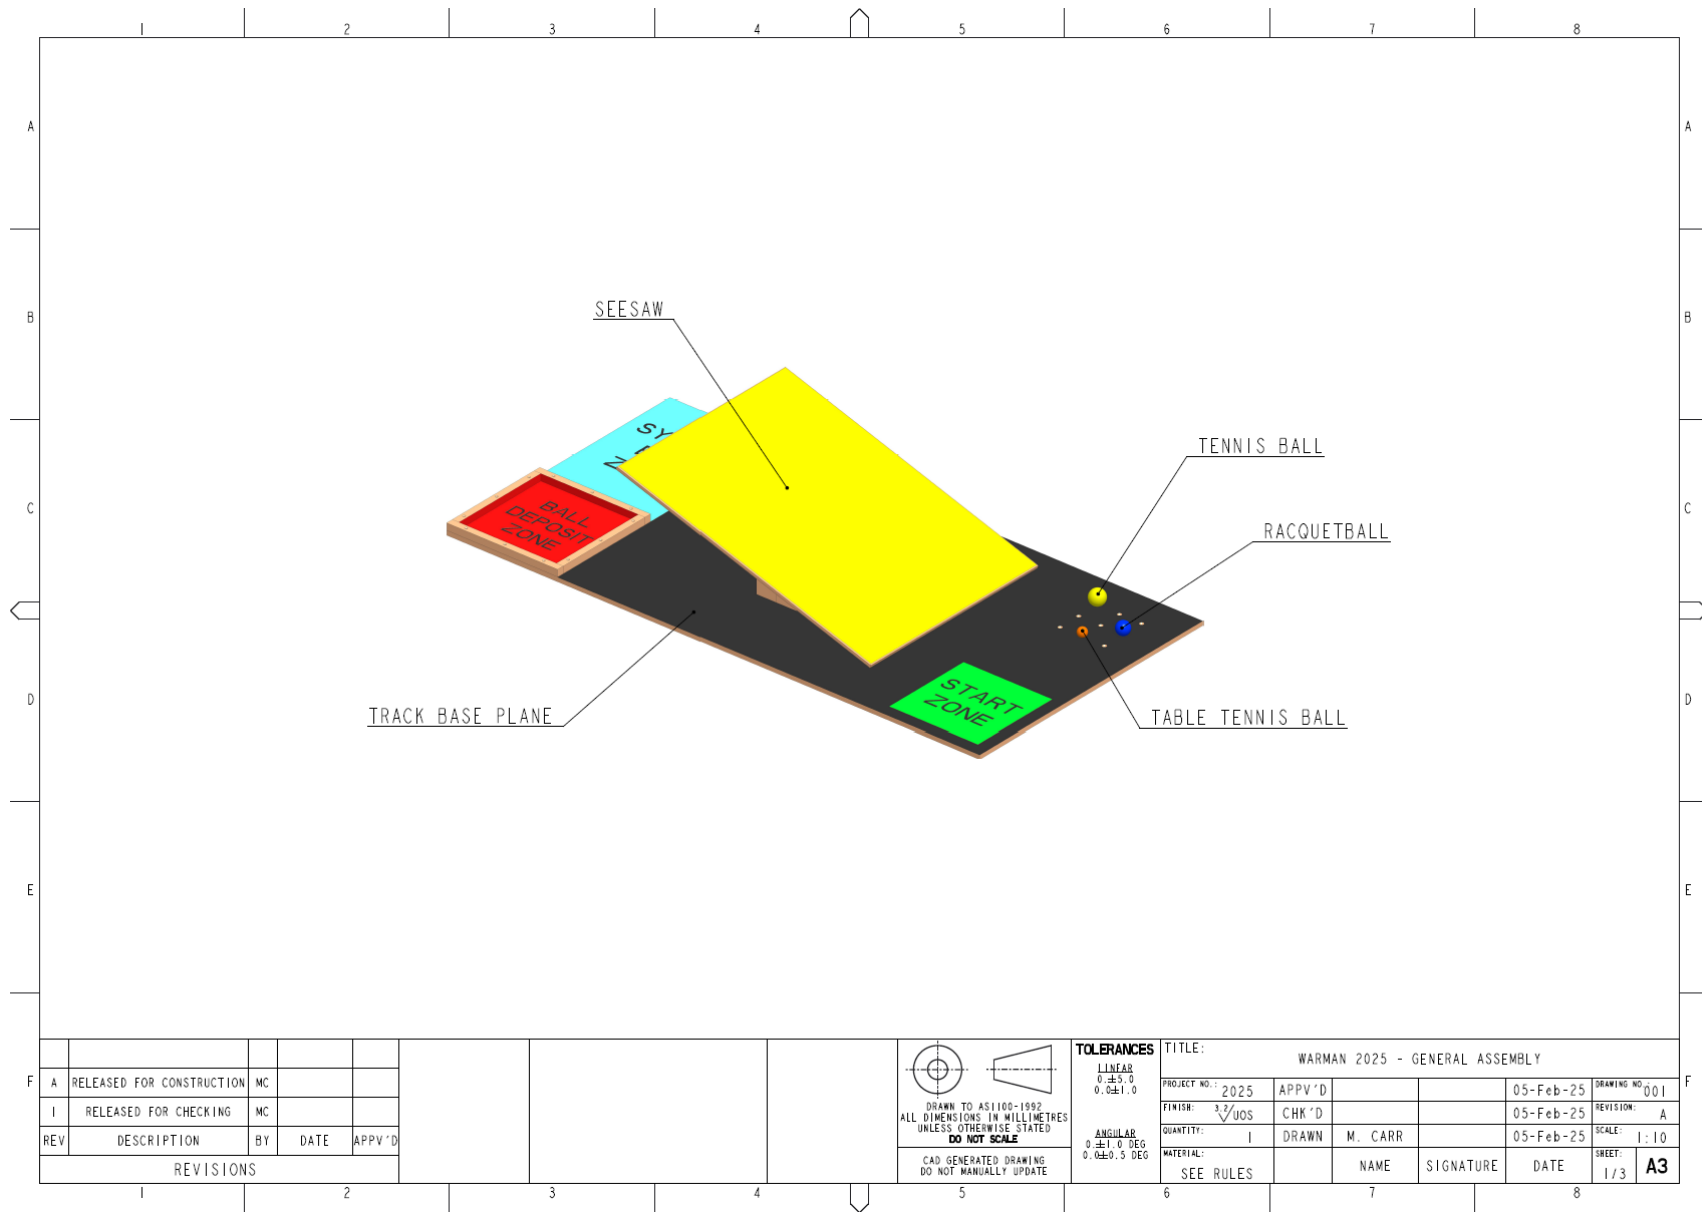 1 2 3 4 5 6 7 8
A A
B B
C C
D D
E E
F F
SEESAW
TENNIS BALL
RACQUETBALL
TABLE TENNIS BALL
TRACK BASE PLANE
SY
BALL
DEPOSIT
ZONE
START
ZONE
A RELEASED FOR CONSTRUCTION MC
1 RELEASED FOR CHECKING MC
REV DESCRIPTION BY DATE APPV'D
REVISIONS
DRAWN TO AS1100-1992
ALL DIMENSIONS IN MILLIMETRES
UNLESS OTHERWISE STATED
DO NOT SCALE
CAD GENERATED DRAWING
DO NOT MANUALLY UPDATE
TOLERANCES
LINEAR
0.±5.0
0.0±1.0
ANGULAR
0.±1.0 DEG
0.0±0.5 DEG
TITLE:
WARMAN 2025 - GENERAL ASSEMBLY
PROJECT NO.: 2025 APPV'D 05-Feb-25 DRAWING NO.: 001
FINISH: 3.2/UOS CHK'D 05-Feb-25 REVISION: A
QUANTITY: 1 DRAWN M. CARR 05-Feb-25 SCALE: 1:10
MATERIAL: SEE RULES NAME SIGNATURE DATE SHEET: 1/3 A3
1 2 3 4 5 6 7 8